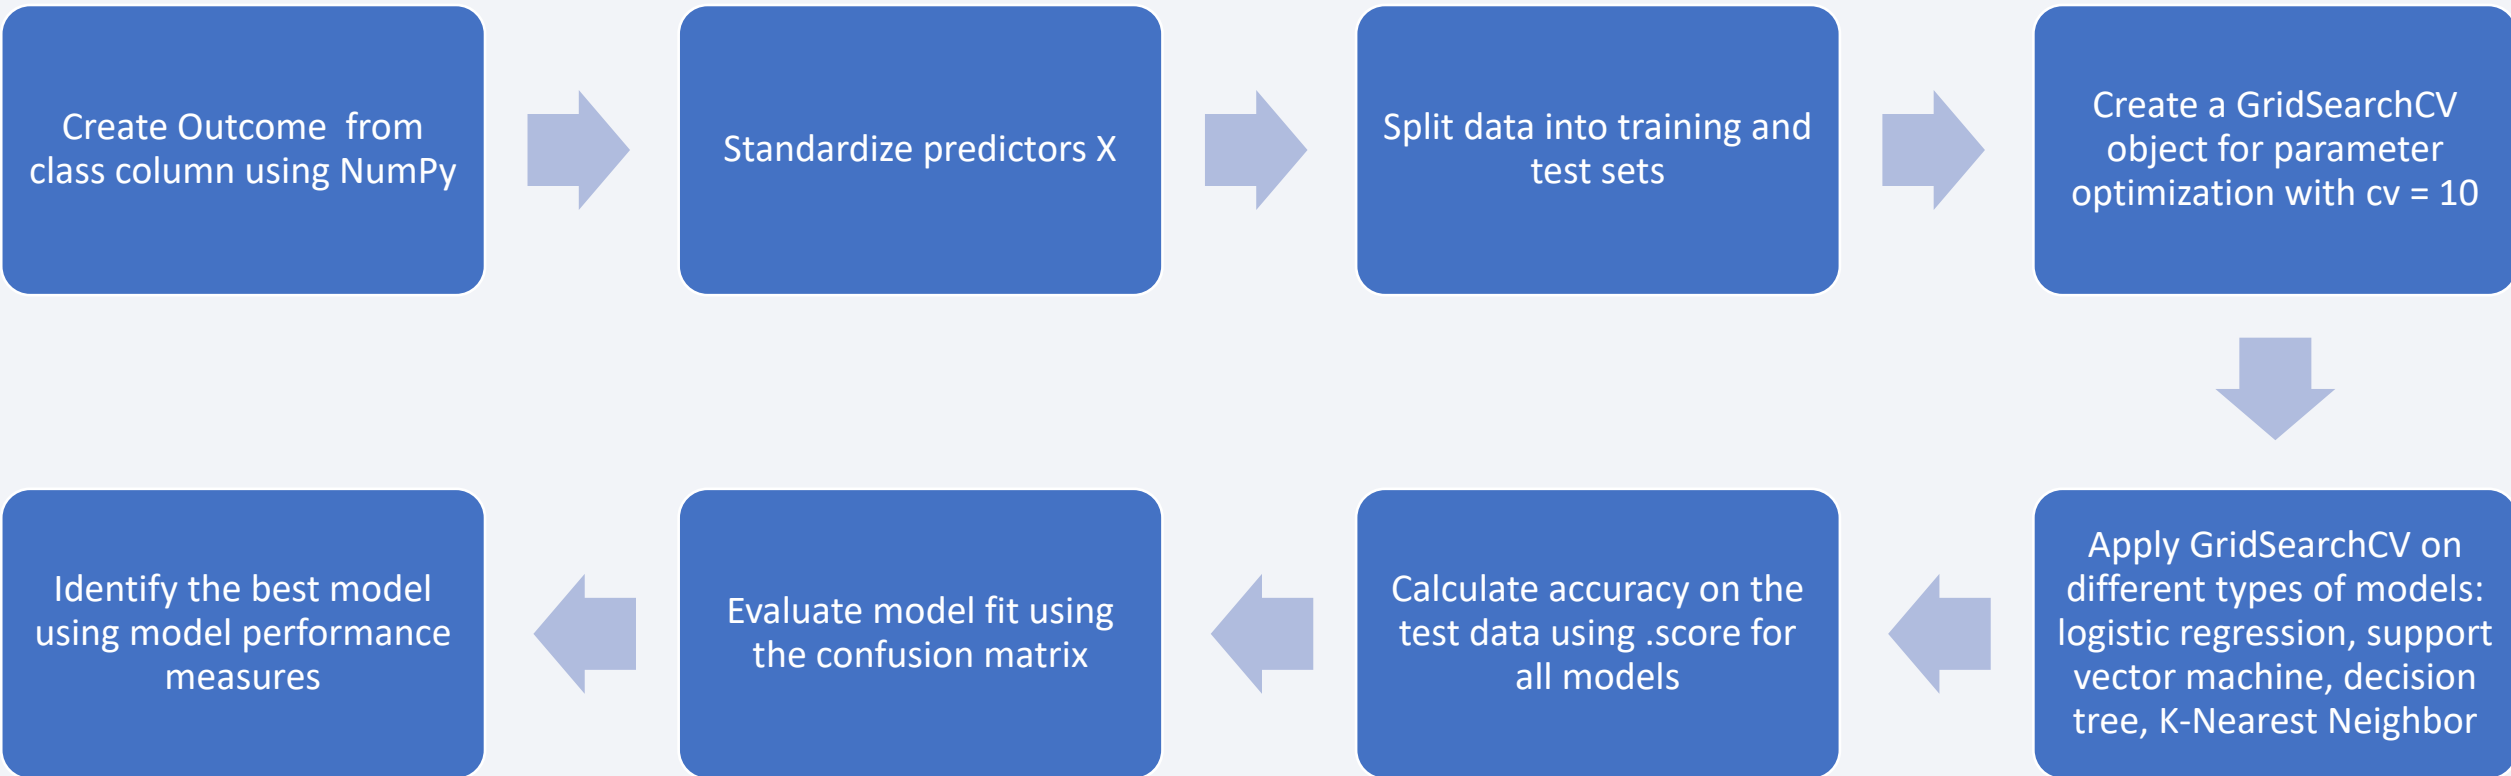 Create Outcome  from
class column using NumPy
Standardize predictors X
Split data into training and
test sets
Create a GridSearchCV
object for parameter
optimization with cv = 10
Apply GridSearchCV on
different types of models:
logistic regression, support
vector machine, decision
tree, K-Nearest Neighbor
Calculate accuracy on the
test data using .score for
all models
Evaluate model fit using
the confusion matrix
Identify the best model
using model performance
measures